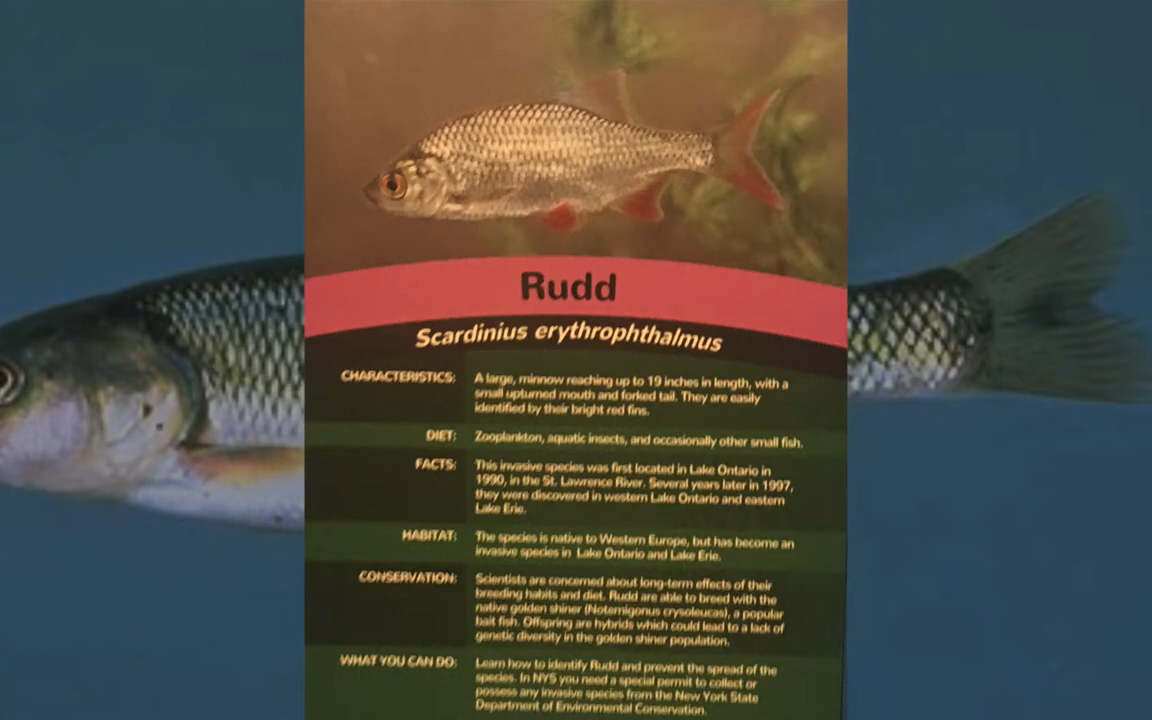 Rudd
Scardinius erythrophthalmus
CHARACTERISTICS: A large, minnow reaching up to 19 inches in length, with a
small upturned mouth and forked tail. They are easily
identified by their bright red fins.
DIET: Zooplankton, aquatic insects, and occasionally other small fish.
FACTS: This invasive species was first located in Lake Ontario in
1990, in the St. Lawrence River. Several years later in 1997,
they were discovered in western Lake Ontario and eastern
Lake Erie.
HABITAT: The species is native to Western Europe, but has become an
invasive species in Lake Ontario and Lake Erie.
CONSERVATION: Scientists are concerned about long-term effects of their
breeding habits and diet. Rudd are able to breed with the
native golden shiner (Notemigonus crysoleucas), a popular
bait fish. Offspring are hybrids which could lead to a lack of
genetic diversity in the golden shiner population.
WHAT YOU CAN DO: Learn how to identify Rudd and prevent the spread of the
species. In NYS you need a special permit to collect or
possess any invasive species from the New York State
Department of Environmental Conservation.